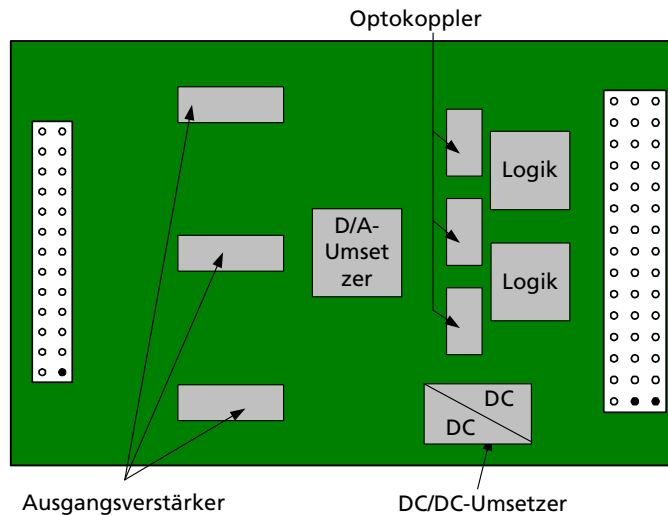 Optokoppler
Logik
D/A-
Umset
zer
Logik
DC
DC
Ausgangsverstärker
DC/DC-Umsetzer